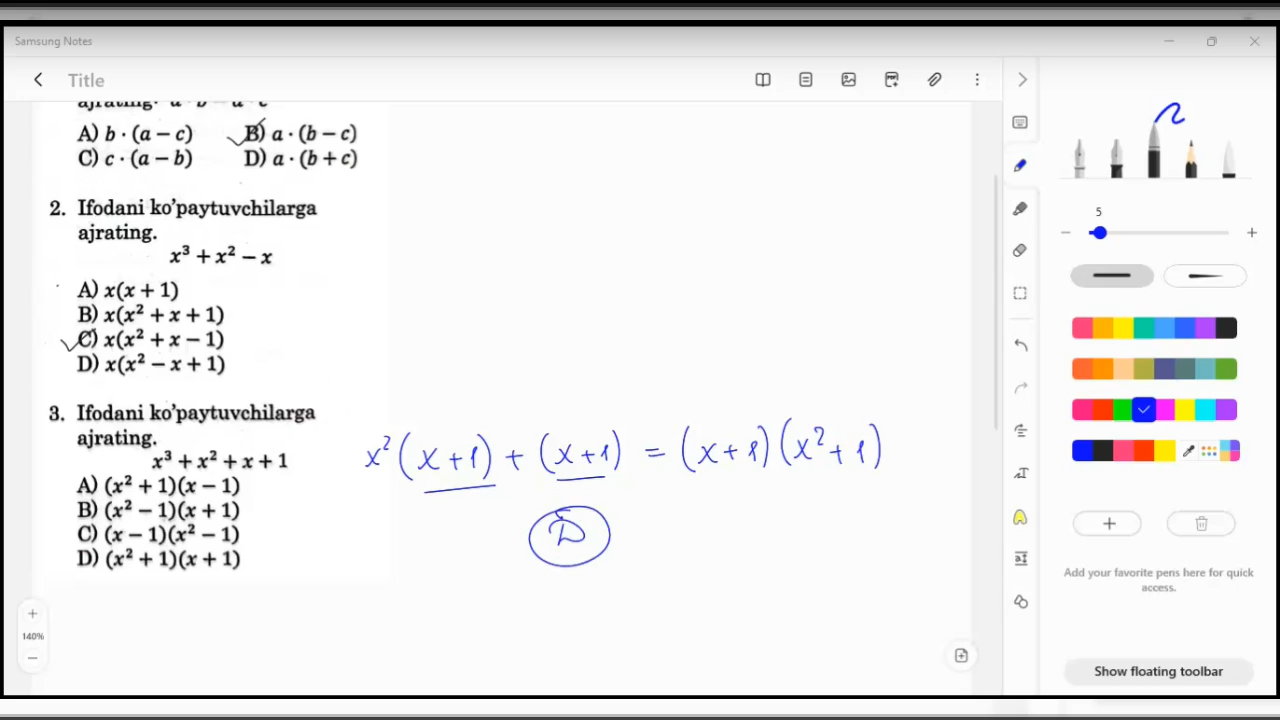 Samsung Notes
Title
ajrating. a · b − a · c
A) b · (a − c) B) a · (b − c)
C) c · (a − b) D) a · (b + c)
2. Ifodani ko’paytuvchilarga
ajrating.
x³ + x² − x
A) x(x + 1)
B) x(x² + x + 1)
C) x(x² + x − 1)
D) x(x² − x + 1)
3. Ifodani ko’paytuvchilarga
ajrating.
x³ + x² + x + 1
A) (x² + 1)(x − 1)
B) (x² − 1)(x + 1)
C) (x − 1)(x² − 1)
D) (x² + 1)(x + 1)
x² (x + 1) + (x + 1) = (x + 1) (x² + 1)
D
140%
5
Add your favorite pens here for quick
access.
Show floating toolbar